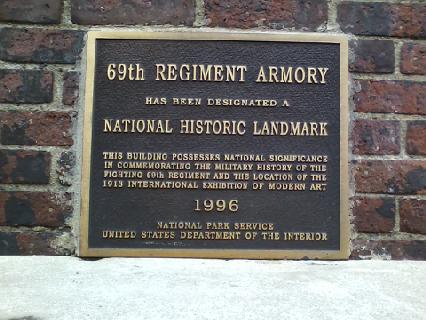 69th REGIMENT ARMORY
HAS BEEN DESIGNATED A
NATIONAL HISTORIC LANDMARK
THIS BUILDING POSSESSES NATIONAL SIGNIFICANCE
IN COMMEMORATING THE MILITARY HISTORY OF THE
FIGHTING 69th REGIMENT AND THE LOCATION OF THE
1913 INTERNATIONAL EXHIBITION OF MODERN ART
1996
NATIONAL PARK SERVICE
UNITED STATES DEPARTMENT OF THE INTERIOR